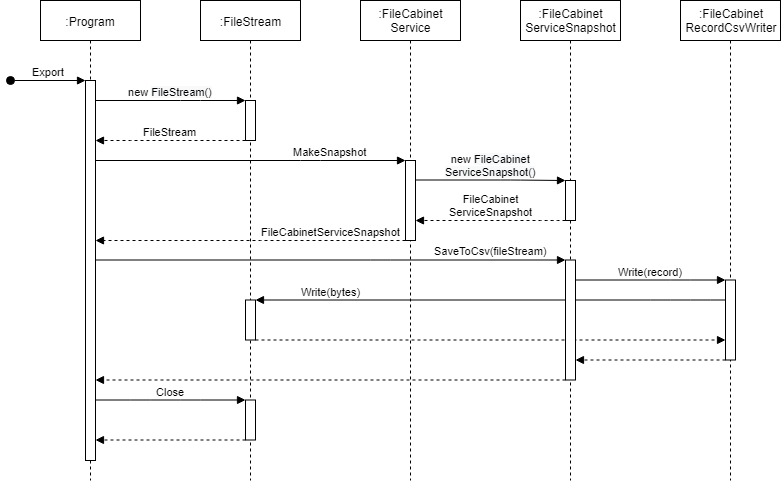 :Program
:FileStream
:FileCabinet
Service
:FileCabinet
ServiceSnapshot
:FileCabinet
RecordCsvWriter
Export
new FileStream()
FileStream
MakeSnapshot
new FileCabinet
ServiceSnapshot()
FileCabinet
ServiceSnapshot
FileCabinetServiceSnapshot
SaveToCsv(fileStream)
Write(record)
Write(bytes)
Close